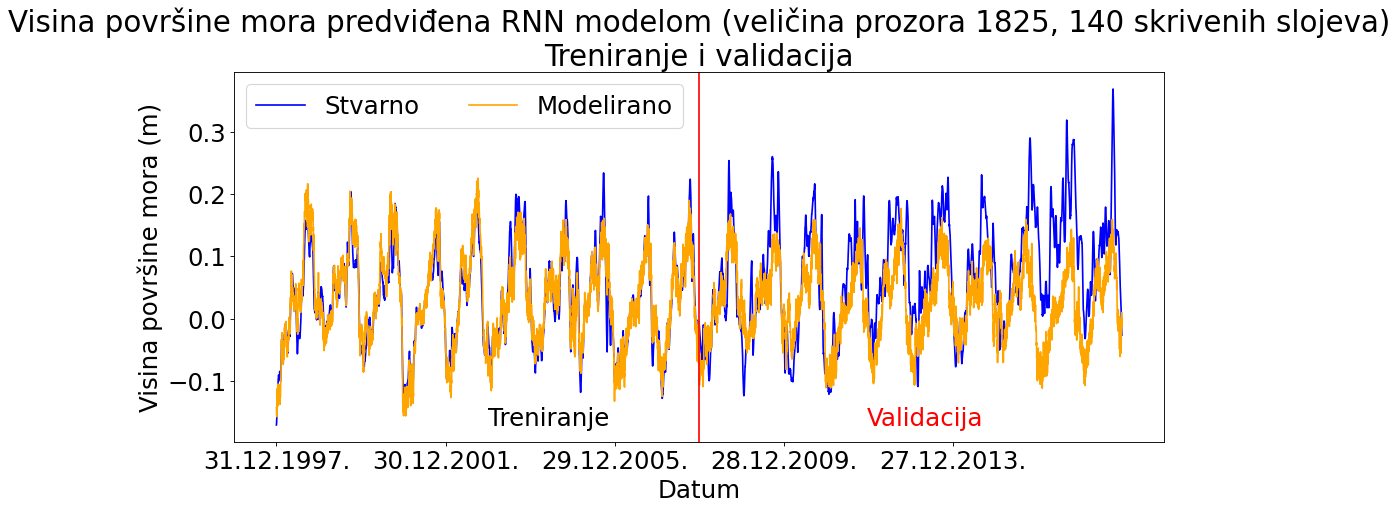 Visina površine mora predviđena RNN modelom (veličina prozora 1825, 140 skrivenih slojeva)
Treniranje i validacija
Stvarno Modelirano
Visina površine mora (m)
0.3
0.2
0.1
0.0
−0.1
Treniranje Validacija
31.12.1997. 30.12.2001. 29.12.2005. 28.12.2009. 27.12.2013.
Datum